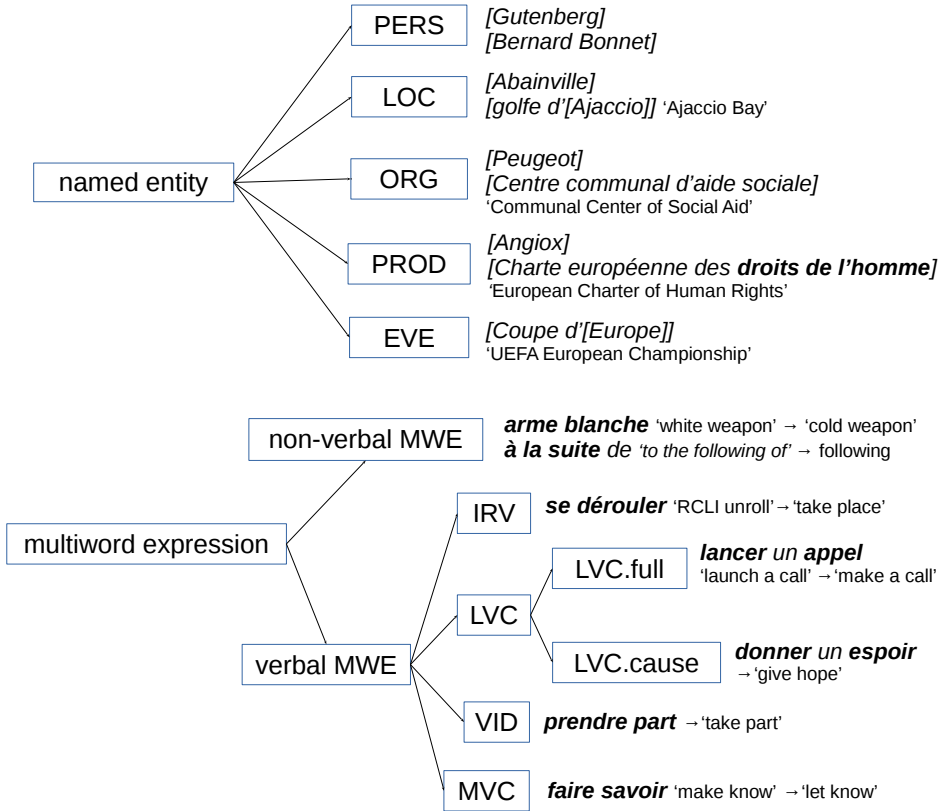 PERS
[Gutenberg]
[Bernard Bonnet]
LOC
[Abainville]
[golfe d’[Ajaccio]] ‘Ajaccio Bay’
named entity
ORG
[Peugeot]
[Centre communal d’aide sociale]
‘Communal Center of Social Aid’
PROD
[Angiox]
[Charte européenne des droits de l’homme]
‘European Charter of Human Rights’
EVE
[Coupe d’[Europe]]
‘UEFA European Championship’
non-verbal MWE
arme blanche ‘white weapon’ → ‘cold weapon’
à la suite de ‘to the following of’ → following
multiword expression
IRV
se dérouler ‘RCLI unroll’→‘take place’
LVC
LVC.full
lancer un appel
‘launch a call’ →‘make a call’
LVC.cause
donner un espoir
→‘give hope’
verbal MWE
VID
prendre part →‘take part’
MVC
faire savoir ‘make know’ →‘let know’